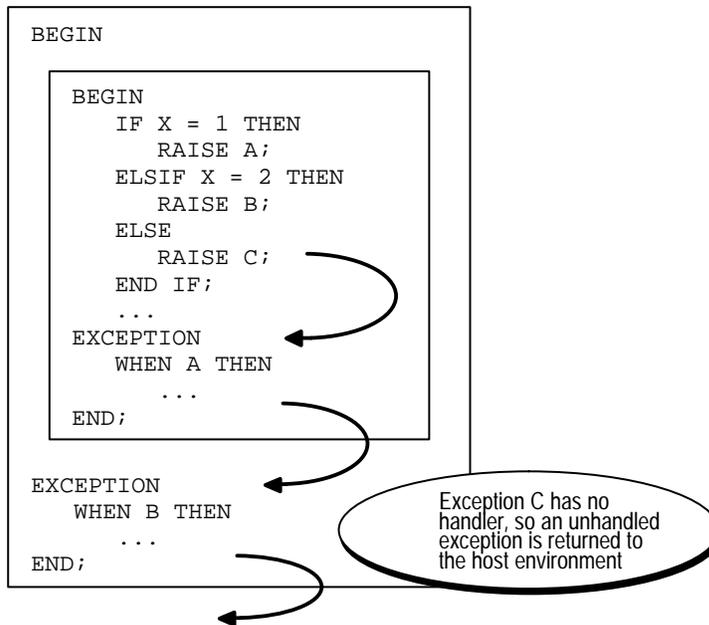 BEGIN
BEGIN
IF X = 1 THEN
RAISE A;
ELSIF X = 2 THEN
RAISE B;
ELSE
RAISE C;
END IF;
...
EXCEPTION
WHEN A THEN
...
END;
EXCEPTION
WHEN B THEN
...
END;
Exception C has no
handler, so an unhandled
exception is returned to
the host environment